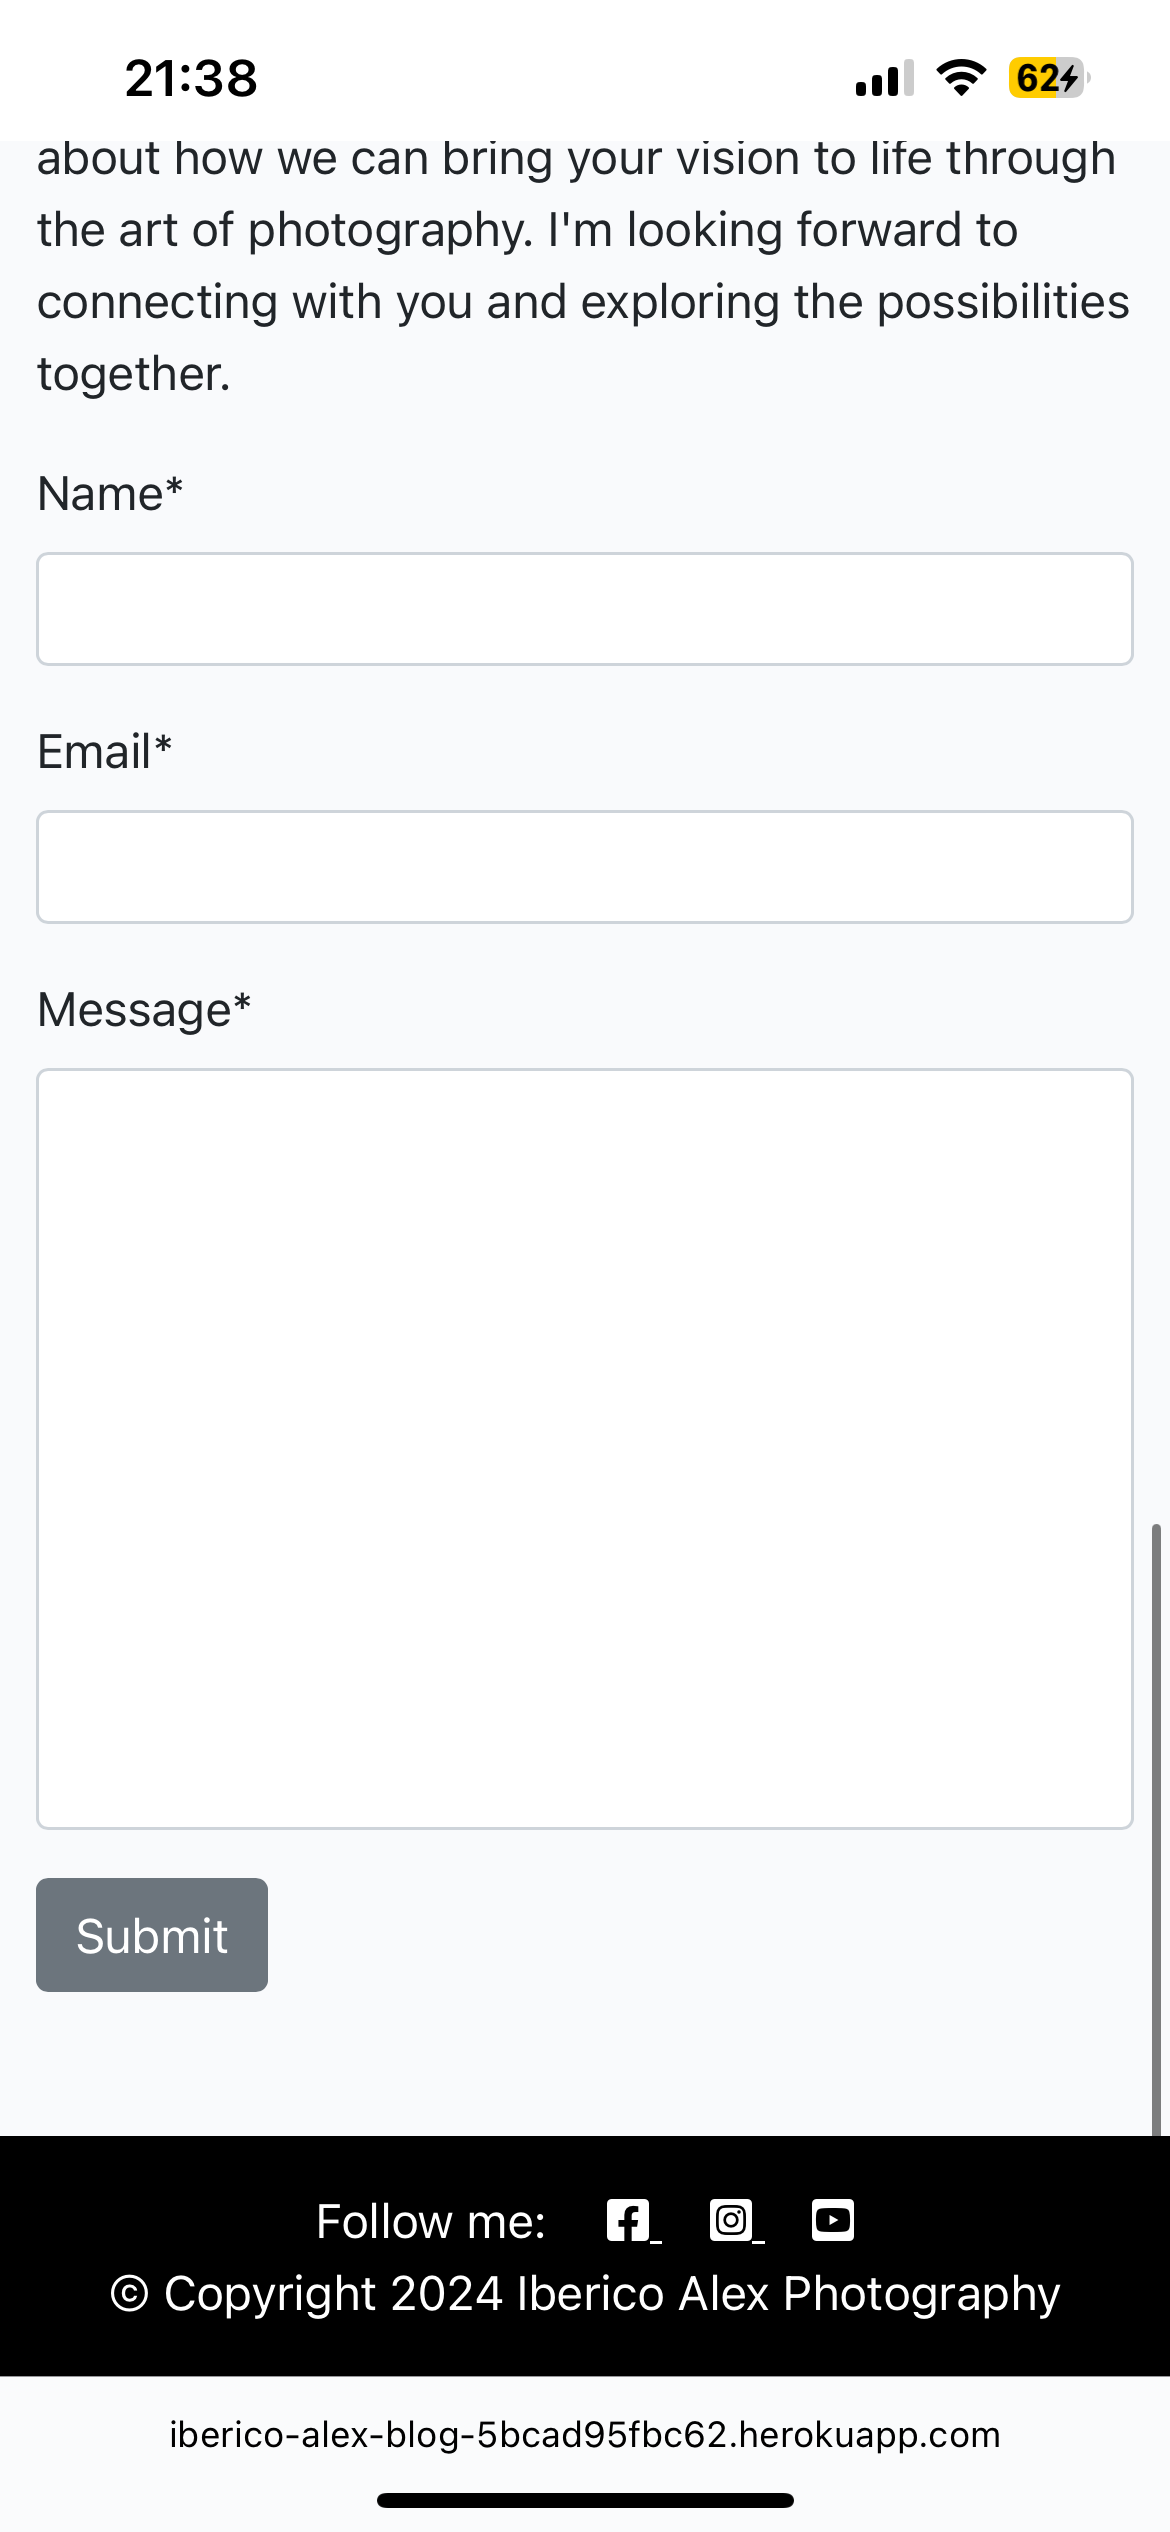 21:38
62
about how we can bring your vision to life through
the art of photography. I'm looking forward to
connecting with you and exploring the possibilities
together.
Name*
Email*
Message*
Submit
Follow me:
© Copyright 2024 Iberico Alex Photography
iberico-alex-blog-5bcad95fbc62.herokuapp.com